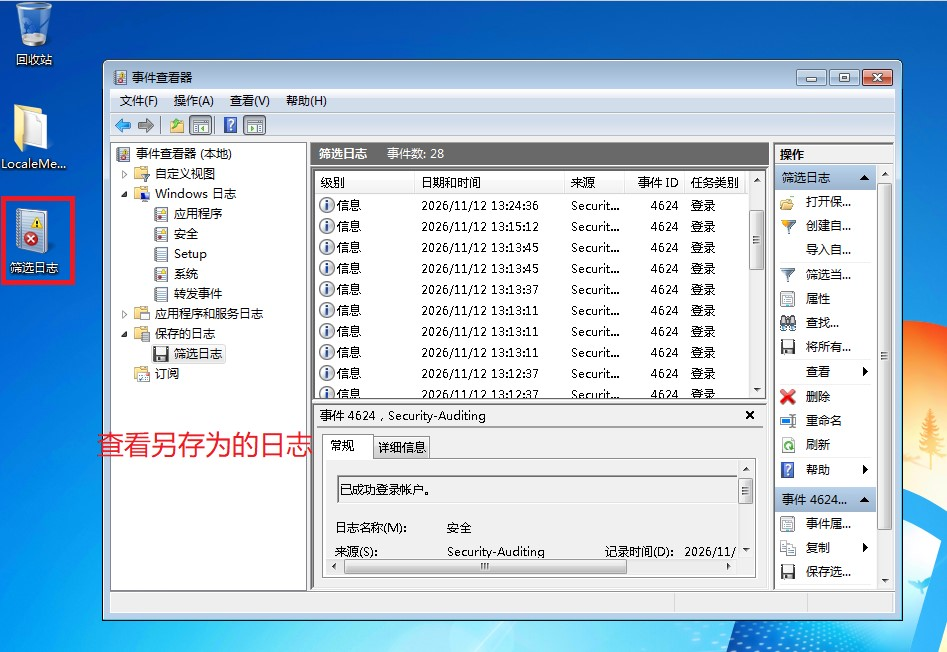 回收站
LocaleMe...
筛选日志
事件查看器
文件(F) 操作(A) 查看(V) 帮助(H)
事件查看器 (本地)
自定义视图
Windows 日志
应用程序
安全
Setup
系统
转发事件
应用程序和服务日志
保存的日志
筛选日志
订阅
查看另存为的日志
筛选日志 事件数: 28
级别 日期和时间 来源 事件 ID 任务类别
信息 2026/11/12 13:24:36 Securit... 4624 登录
信息 2026/11/12 13:15:12 Securit... 4624 登录
信息 2026/11/12 13:13:45 Securit... 4624 登录
信息 2026/11/12 13:13:45 Securit... 4624 登录
信息 2026/11/12 13:13:37 Securit... 4624 登录
信息 2026/11/12 13:13:11 Securit... 4624 登录
信息 2026/11/12 13:13:11 Securit... 4624 登录
信息 2026/11/12 13:13:11 Securit... 4624 登录
信息 2026/11/12 13:12:37 Securit... 4624 登录
信息 2026/11/12 13:12:37 Securit... 4624 登录
事件 4624，Security-Auditing
常规 详细信息
已成功登录帐户。
日志名称(M): 安全
来源(S): Security-Auditing 记录时间(D): 2026/11/
操作
筛选日志
打开保...
创建自...
导入自...
筛选当...
属性
查找...
将所有...
查看
删除
重命名
刷新
帮助
事件 4624...
事件属...
复制
保存选...